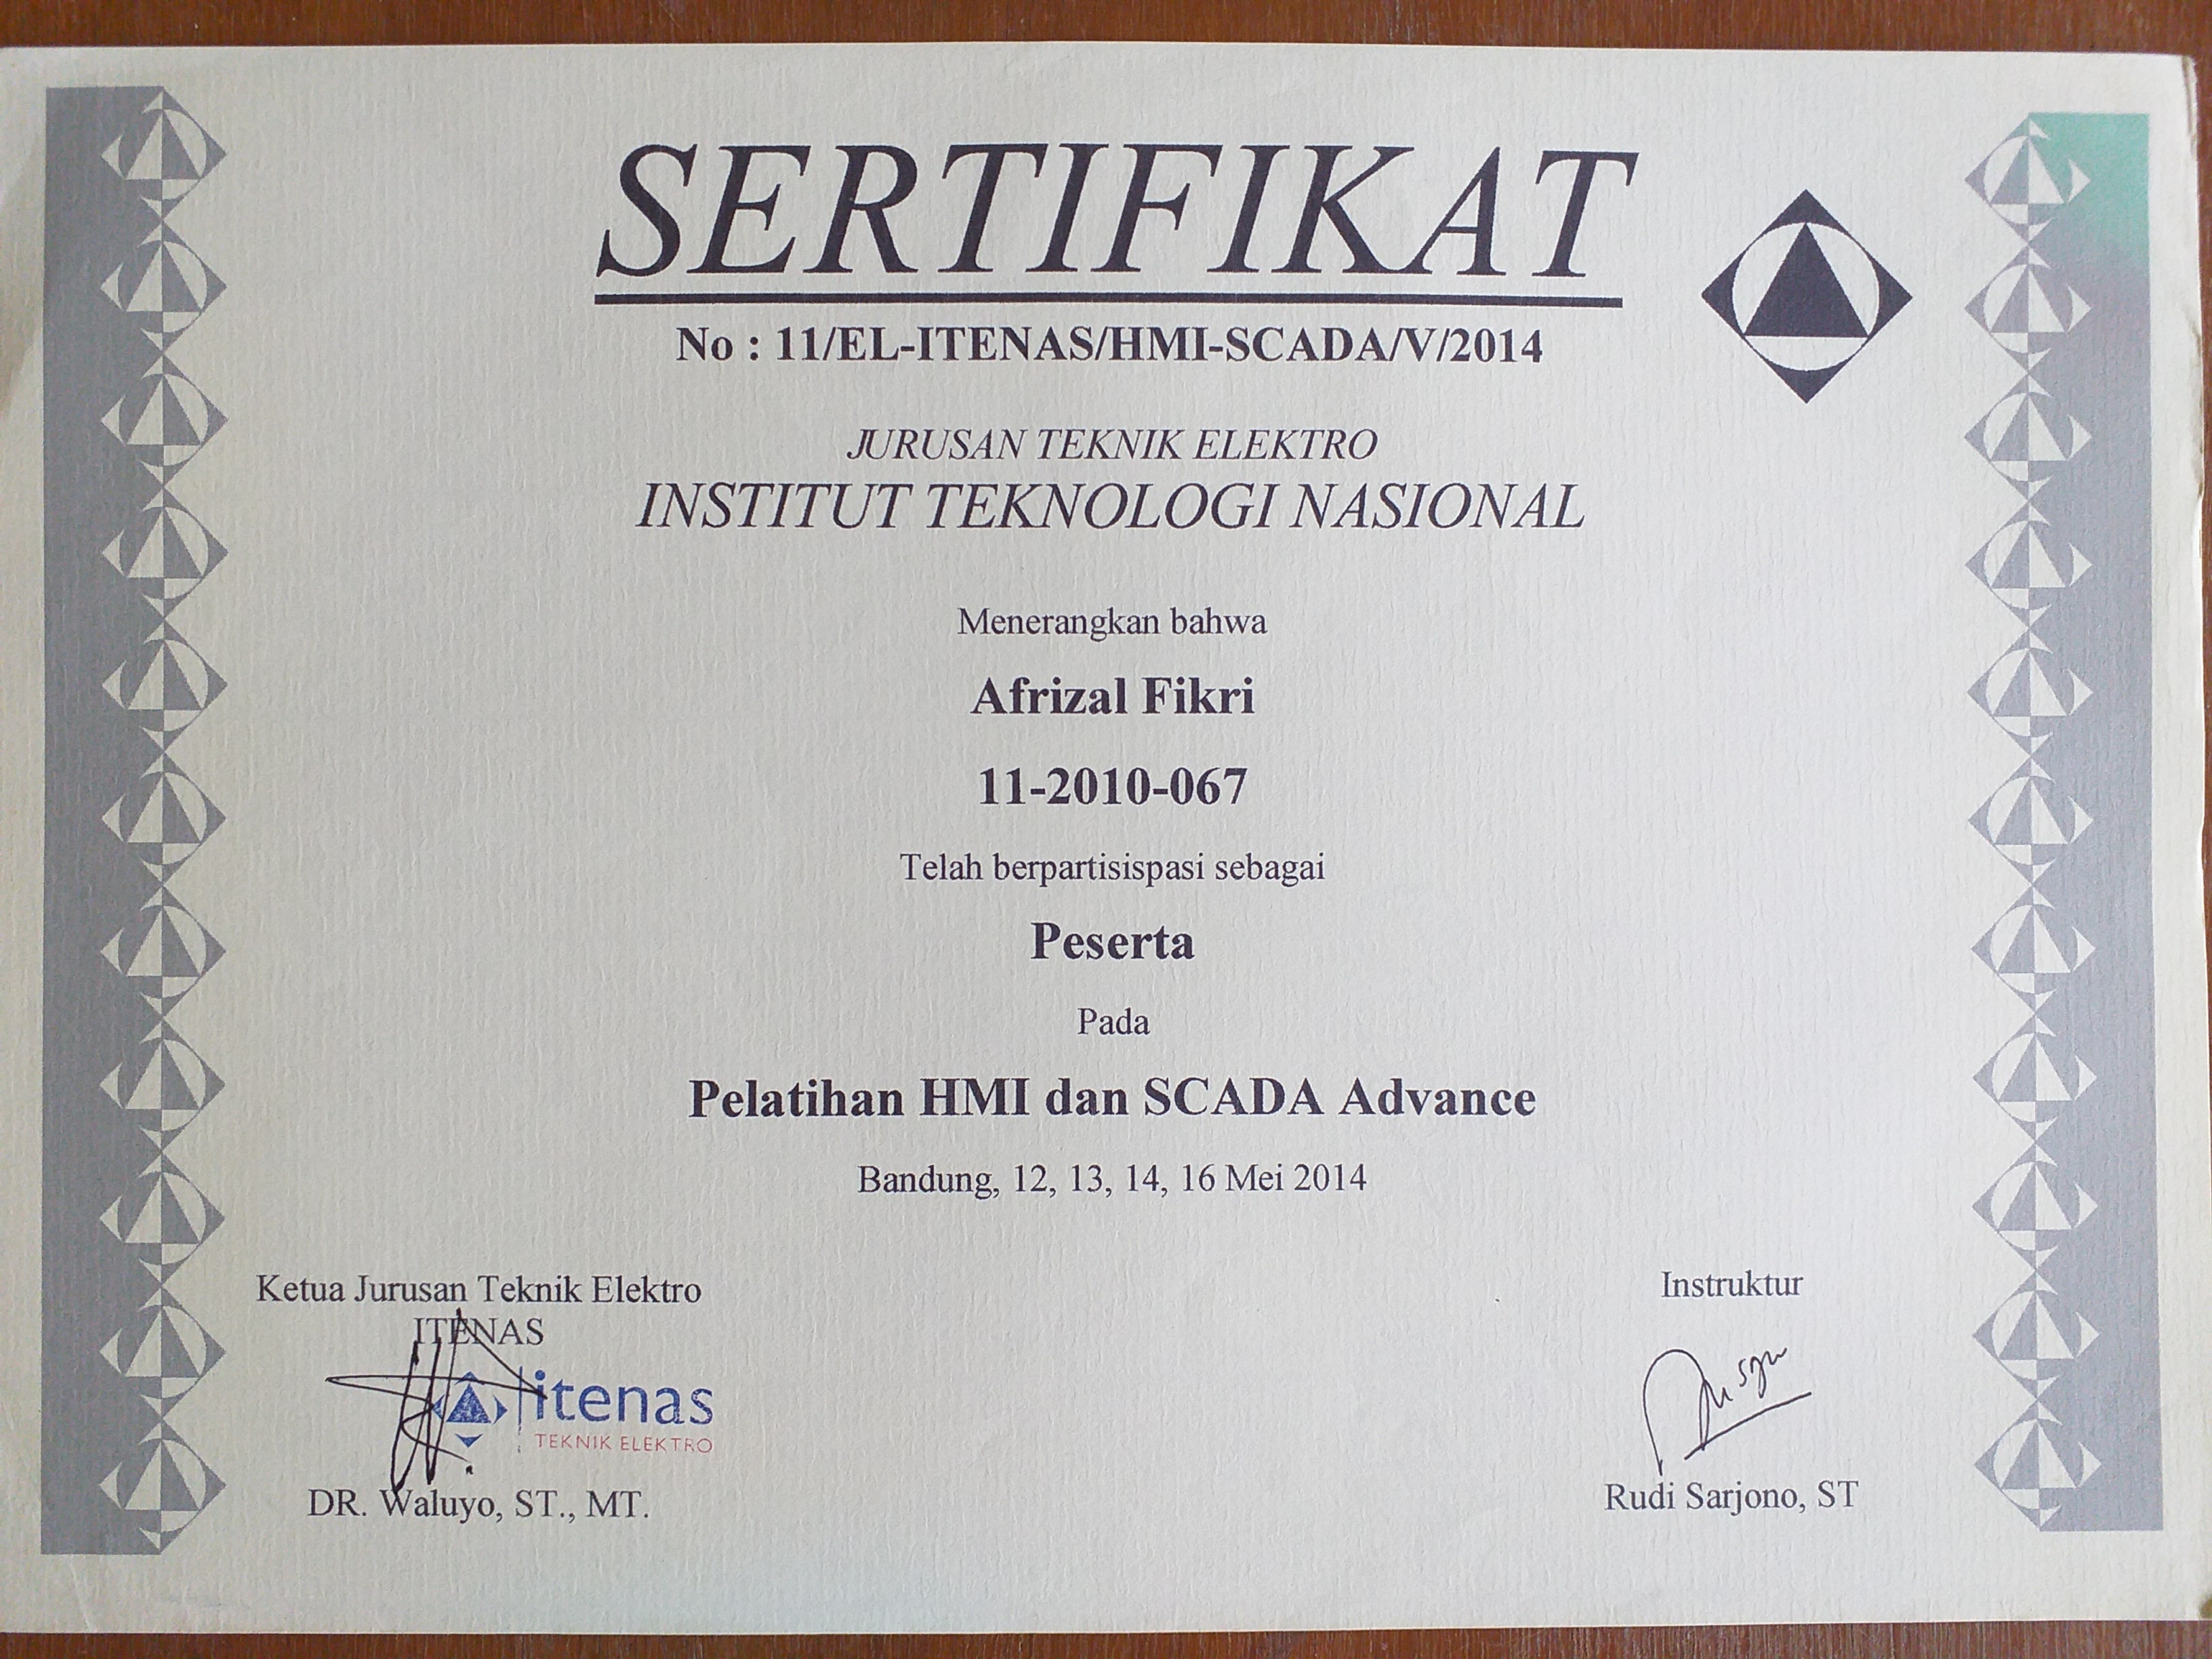 SERTIFIKAT
No : 11/EL-ITENAS/HMI-SCADA/V/2014
JURUSAN TEKNIK ELEKTRO
INSTITUT TEKNOLOGI NASIONAL
Menerangkan bahwa
Afrizal Fikri
11-2010-067
Telah berpartisispasi sebagai
Peserta
Pada
Pelatihan HMI dan SCADA Advance
Bandung, 12, 13, 14, 16 Mei 2014
Ketua Jurusan Teknik Elektro
ITENAS
itenas
TEKNIK ELEKTRO
DR. Waluyo, ST., MT.
Instruktur
Rudi Sarjono, ST